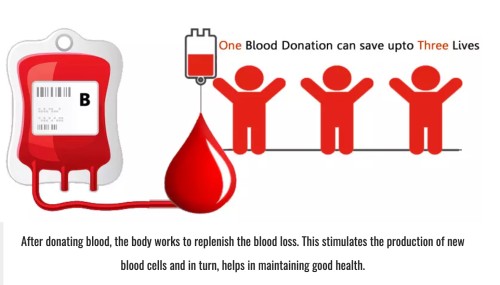 One Blood Donation can save upto Three Lives
B
After donating blood, the body works to replenish the blood loss. This stimulates the production of new
blood cells and in turn, helps in maintaining good health.